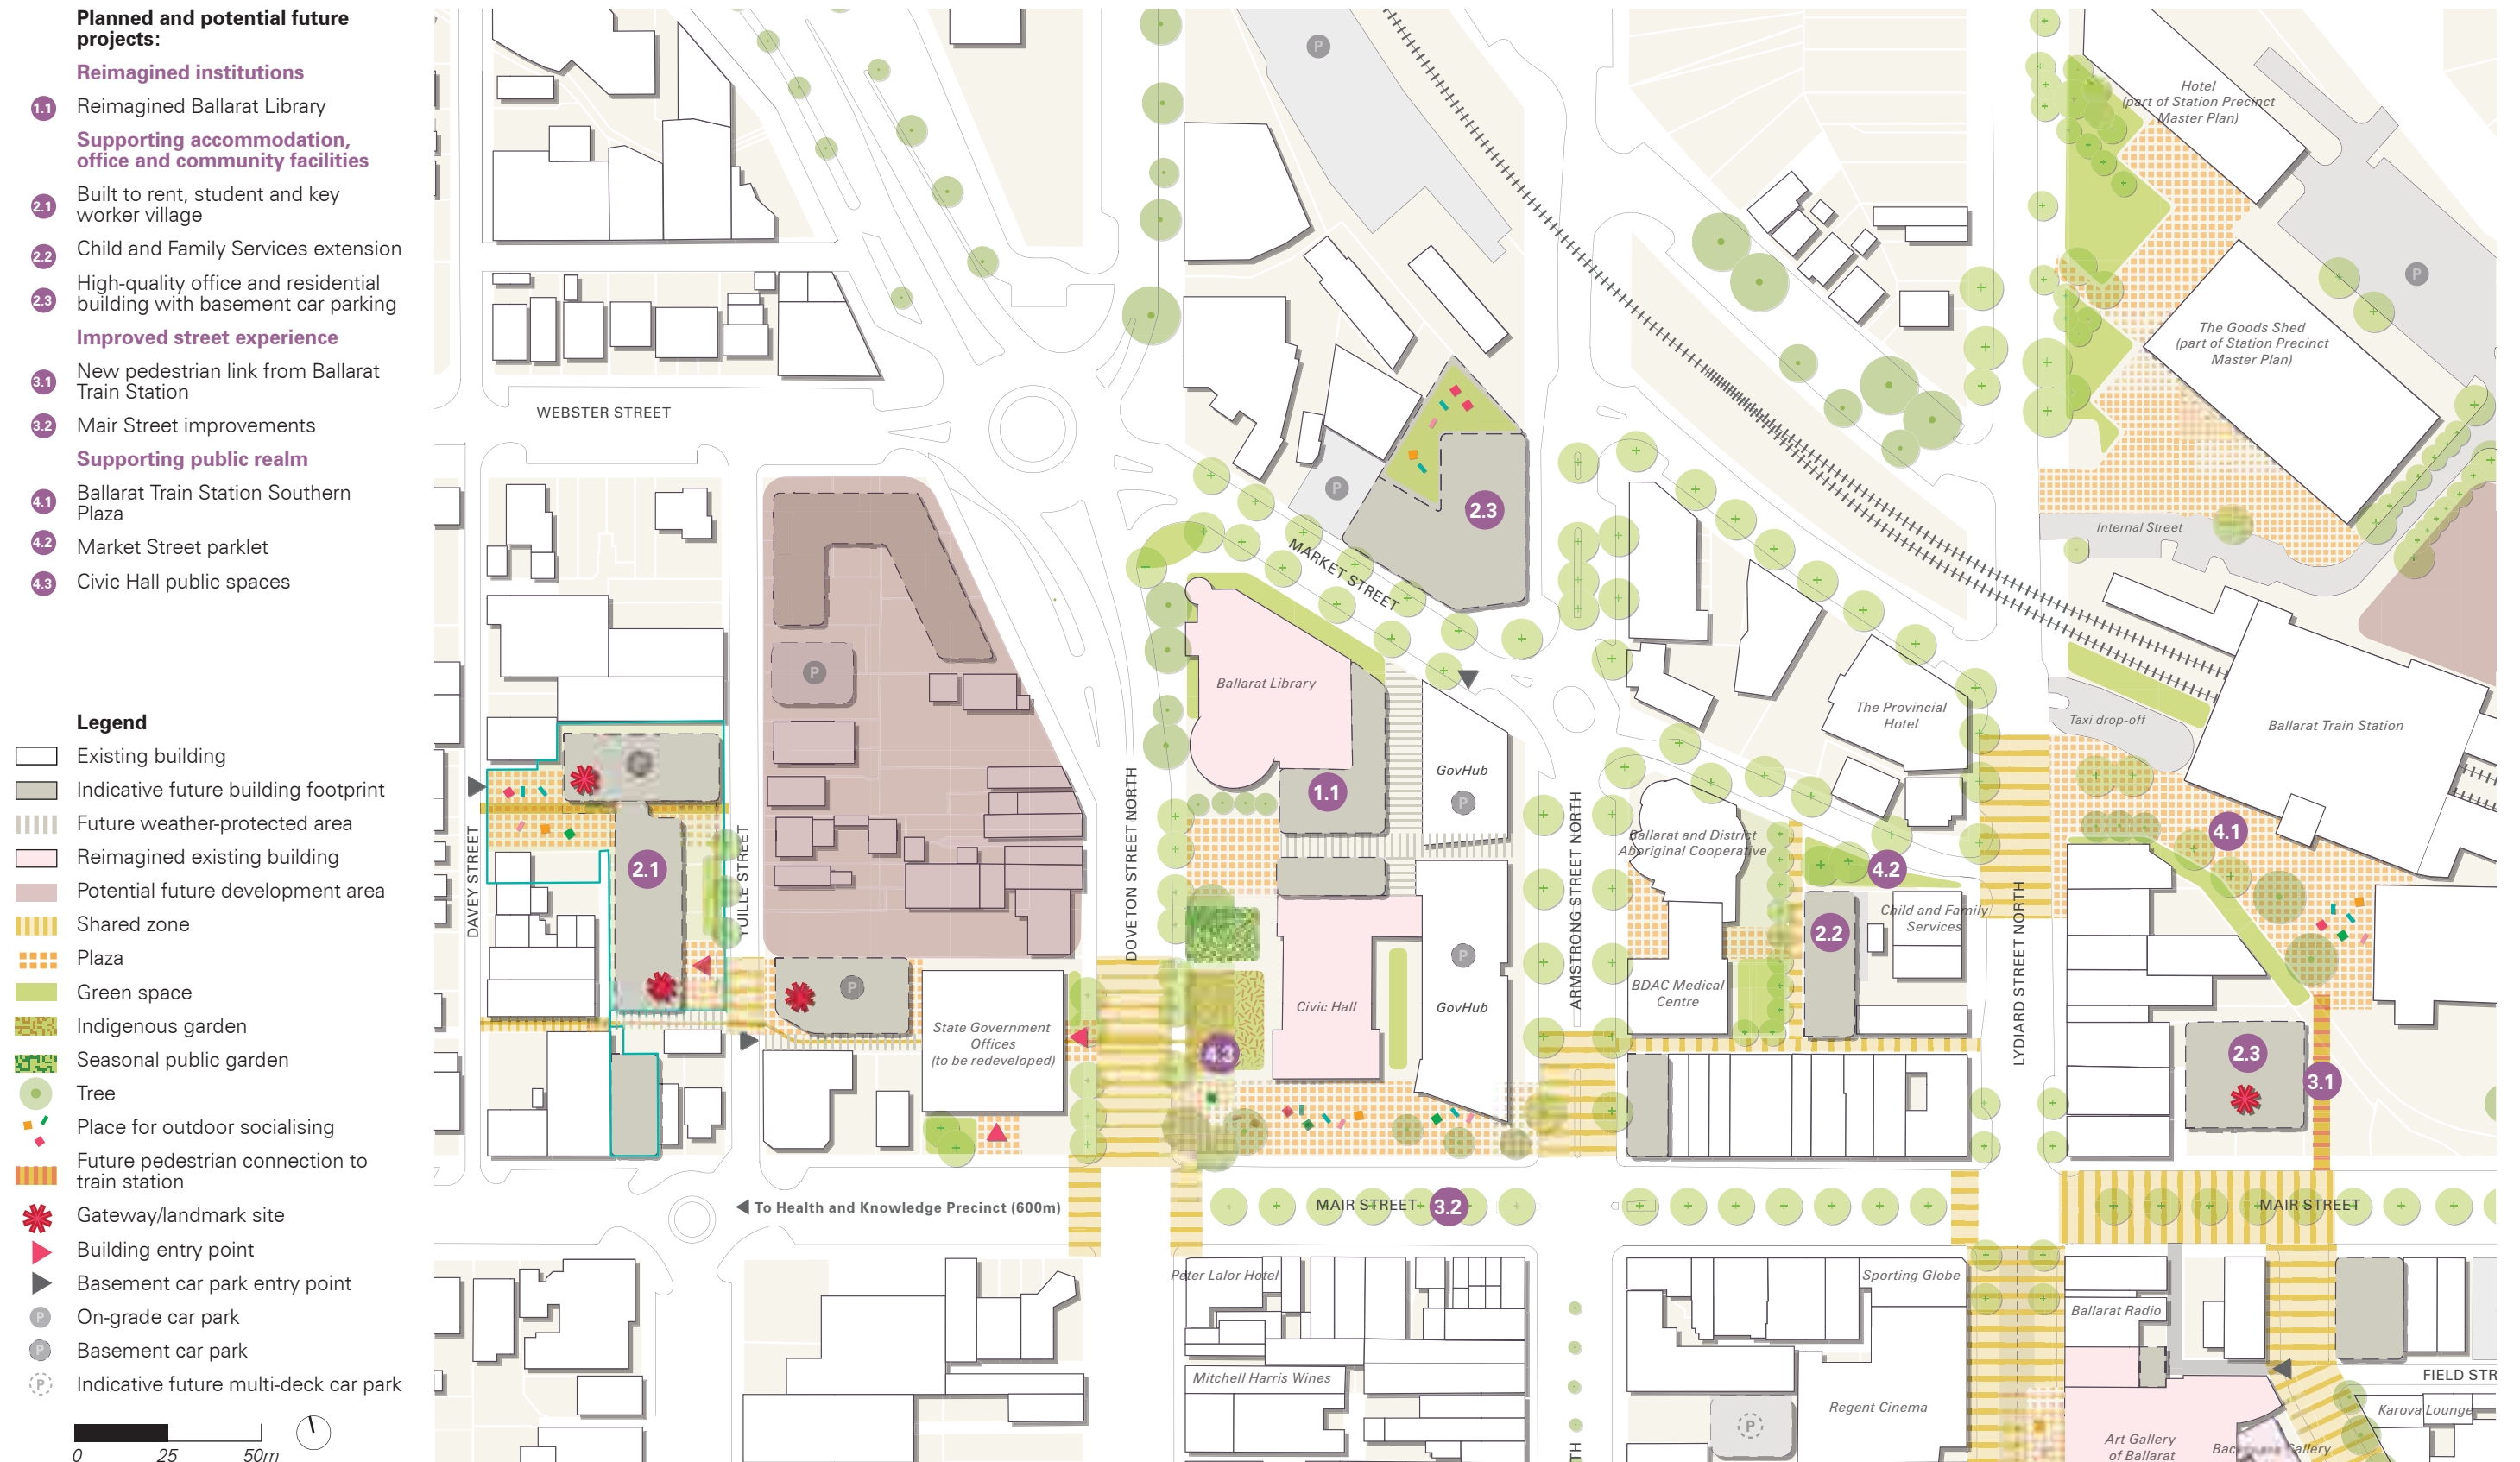 Planned and potential future
projects:
Reimagined institutions
1.1 Reimagined Ballarat Library
Supporting accommodation,
office and community facilities
2.1 Built to rent, student and key
worker village
2.2 Child and Family Services extension
2.3 High-quality office and residential
building with basement car parking
Improved street experience
3.1 New pedestrian link from Ballarat
Train Station
3.2 Mair Street improvements
Supporting public realm
4.1 Ballarat Train Station Southern
Plaza
4.2 Market Street parklet
4.3 Civic Hall public spaces
Legend
Existing building
Indicative future building footprint
Future weather-protected area
Reimagined existing building
Potential future development area
Shared zone
Plaza
Green space
Indigenous garden
Seasonal public garden
Tree
Place for outdoor socialising
Future pedestrian connection to
train station
Gateway/landmark site
Building entry point
Basement car park entry point
P On-grade car park
P Basement car park
P Indicative future multi-deck car park
0 25 50m
P
Hotel
(part of Station Precinct
Master Plan)
P
The Goods Shed
(part of Station Precinct
Master Plan)
WEBSTER STREET
P
2.3
MARKET STREET
Internal Street
P
Ballarat Library
The Provincial
Hotel
Taxi drop-off
Ballarat Train Station
GovHub
P
1.1
DAVEY STREET
2.1
YUILLE STREET
DOVETON STREET NORTH
ARMSTRONG STREET NORTH
Ballarat and District
Aboriginal Cooperative
4.2
4.1
LYDIARD STREET NORTH
2.2
Child and Family
Services
P
P
BDAC Medical
Centre
Civic Hall
GovHub
State Government
Offices
(to be redeveloped)
4.3
2.3
3.1
To Health and Knowledge Precinct (600m)
MAIR STREET
3.2
MAIR STREET
Peter Lalor Hotel
Sporting Globe
Ballarat Radio
Mitchell Harris Wines
FIELD STR
Regent Cinema
P
Karova Lounge
Art Gallery
of Ballarat
Gallery
TH